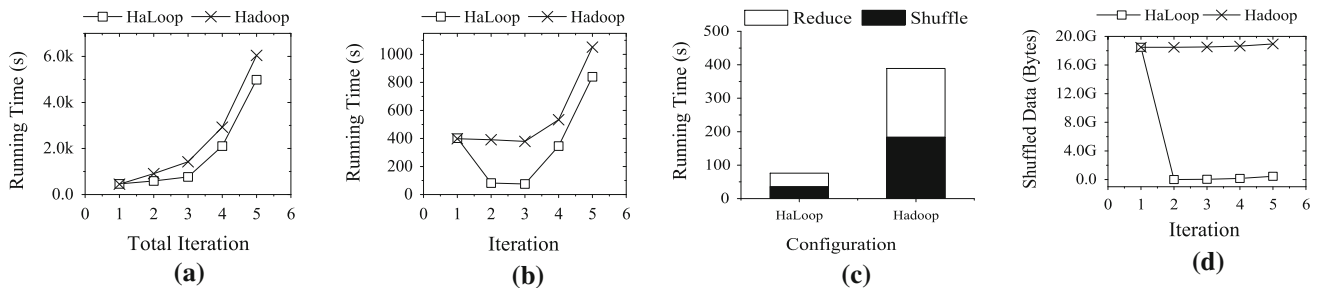 HaLoop Hadoop
Running Time (s)
6.0k
4.0k
2.0k
0.0
0 1 2 3 4 5 6
Total Iteration
(a)
HaLoop Hadoop
Running Time (s)
1000
800
600
400
200
0
0 1 2 3 4 5 6
Iteration
(b)
Reduce Shuffle
Running Time (s)
500
400
300
200
100
0
HaLoop Hadoop
Configuration
(c)
HaLoop Hadoop
Shuffled Data (Bytes)
20.0G
16.0G
12.0G
8.0G
4.0G
0.0
0 1 2 3 4 5 6
Iteration
(d)